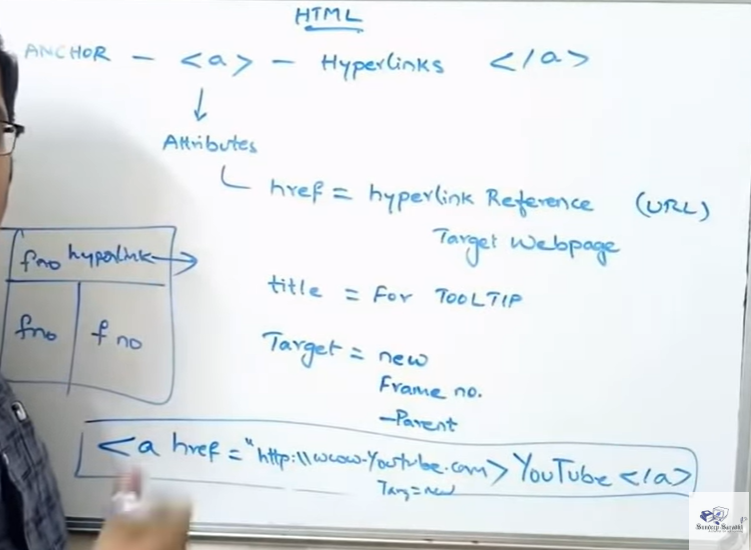 HTML
ANCHOR - <a> - Hyperlinks </a>
Attributes
href = hyperlink Reference (URL)
Target Webpage
title = For TOOLTIP
Target = new
Frame no.
-Parent
fno hyperlink
fno f no
<a href = "http://www.Youtube.com> YouTube </a>
Targ=new